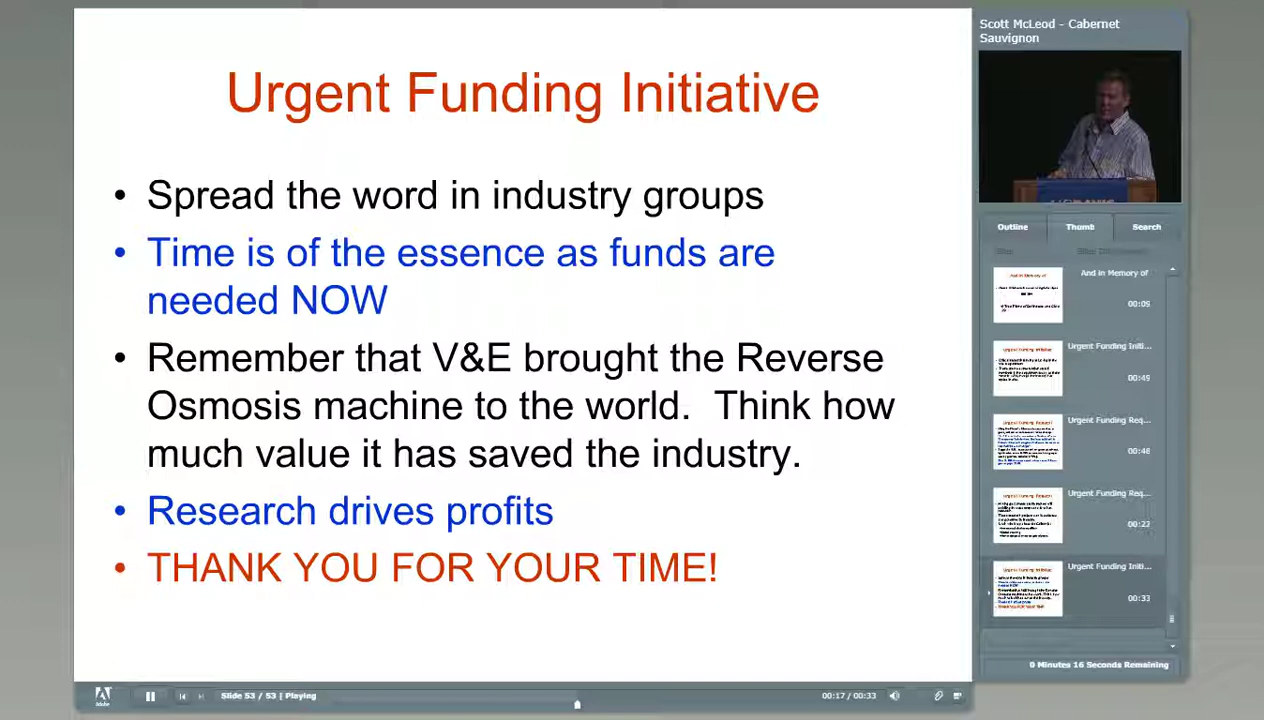 Urgent Funding Initiative
• Spread the word in industry groups
• Time is of the essence as funds are
needed NOW
• Remember that V&E brought the Reverse
Osmosis machine to the world.  Think how
much value it has saved the industry.
• Research drives profits
• THANK YOU FOR YOUR TIME!
Scott McLeod - Cabernet
Sauvignon
Outline Thumb Search
And in Memory of
00:05
Urgent Funding Initi...
00:49
Urgent Funding Req...
00:48
Urgent Funding Req...
00:22
Urgent Funding Initi...
00:33
0 Minutes 16 Seconds Remaining
Adobe
Slide 53 / 53 | Playing
00:17 / 00:33